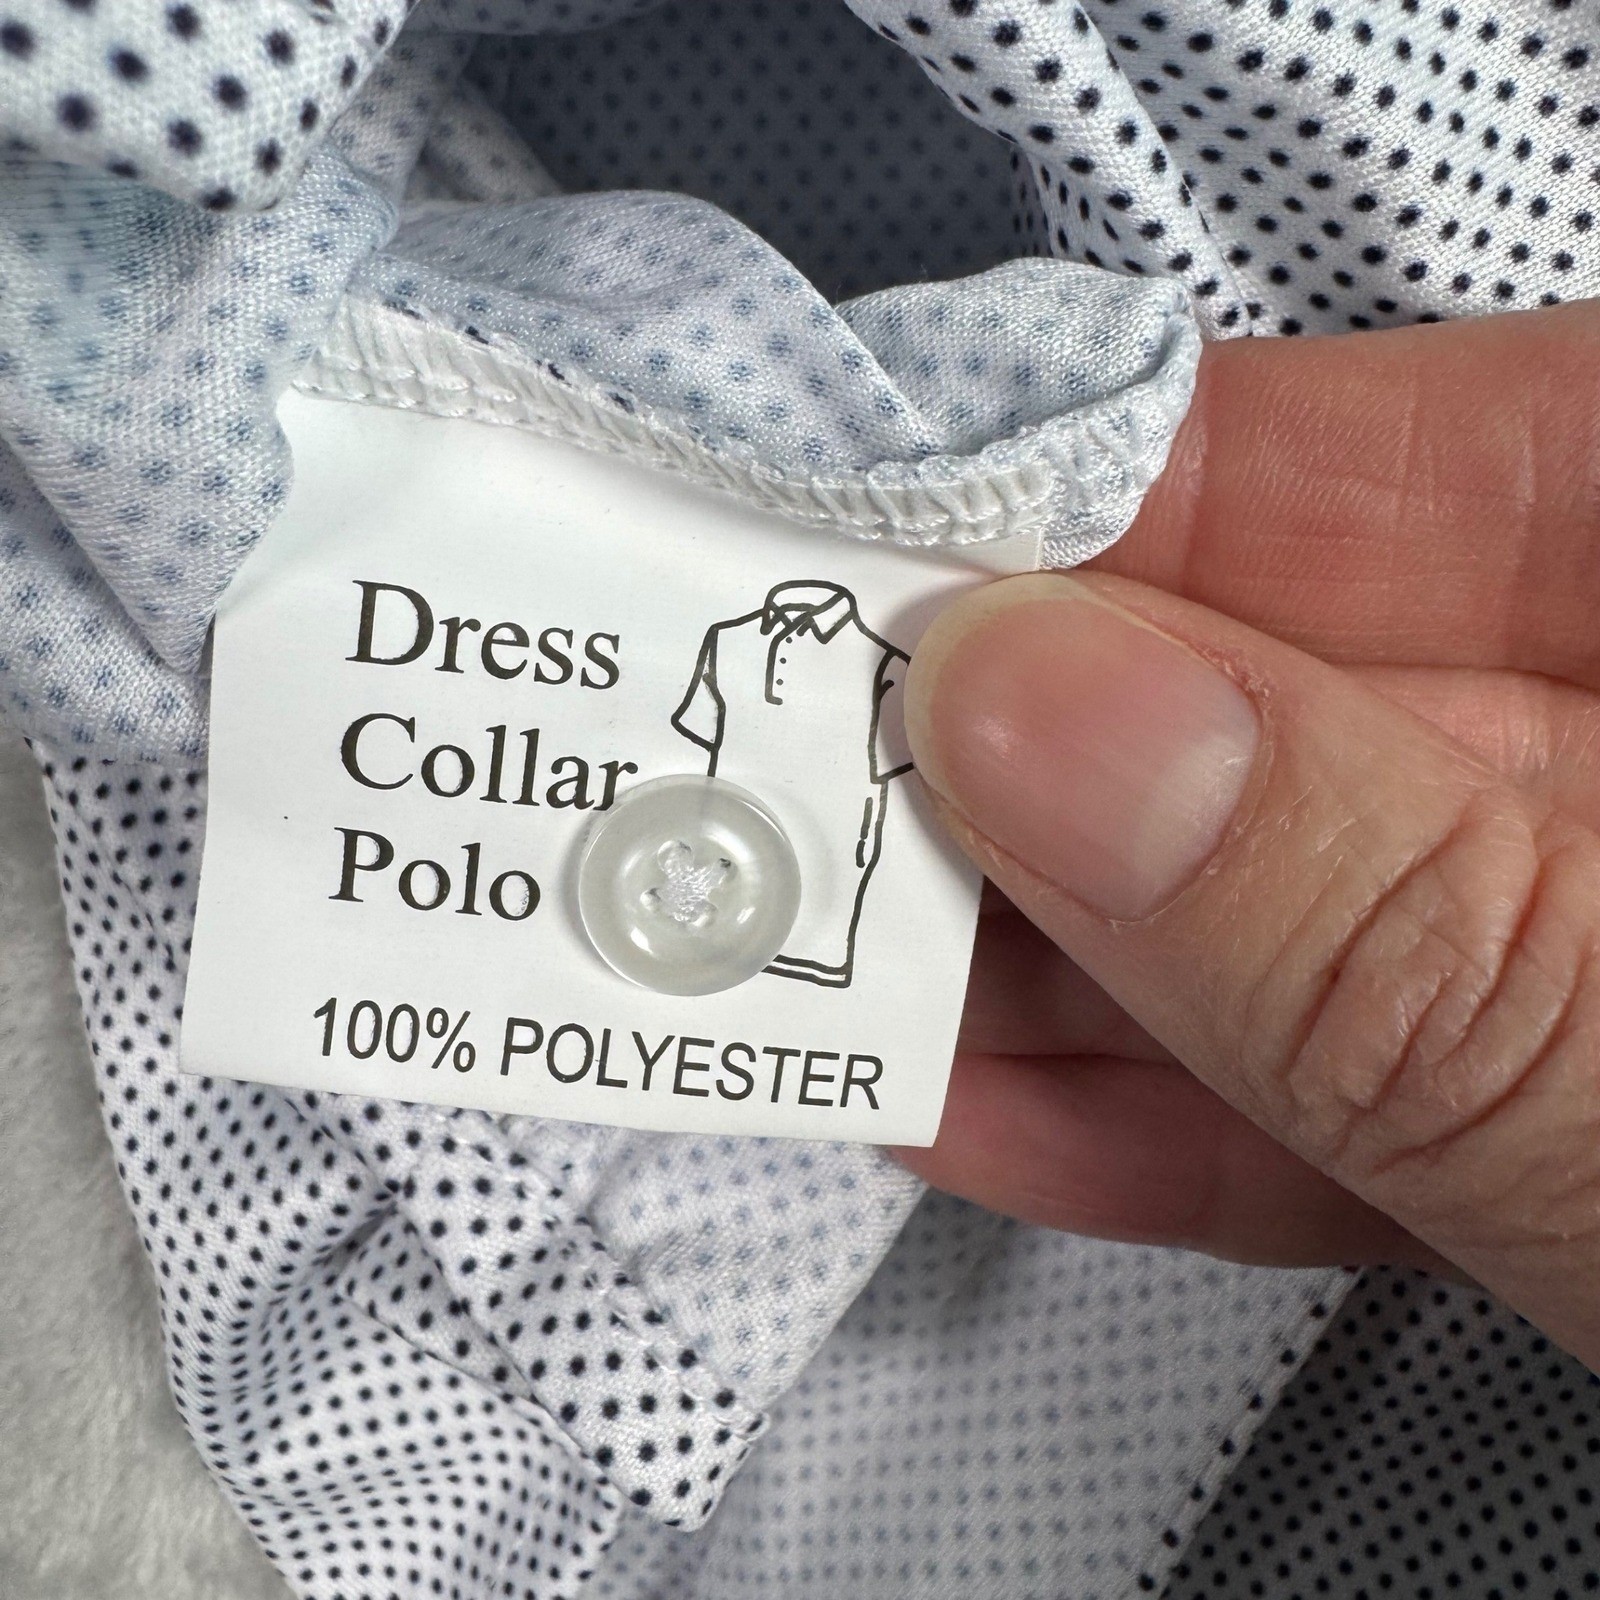 Dress
Collar
Polo
100% POLYESTER